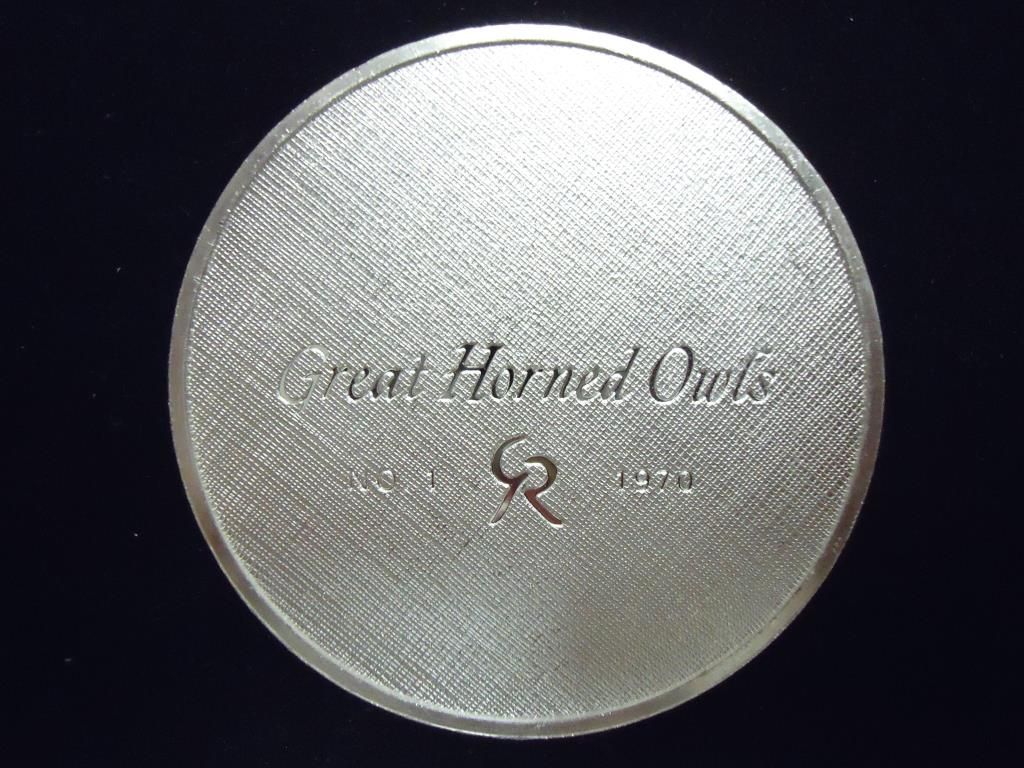 Great Horned Owls
NO 1 GR 1970